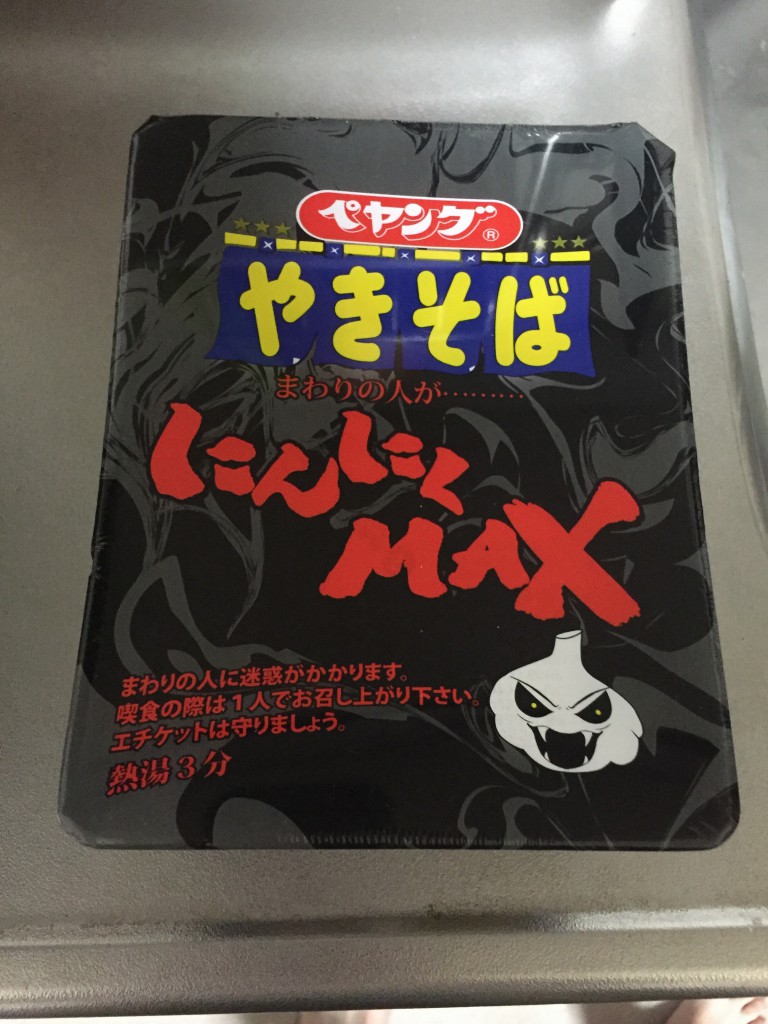 ペヤング®
やきそば
まわりの人が………
にんにく
MAX
まわりの人に迷惑がかかります。
喫食の際は1人でお召し上がり下さい。
エチケットは守りましょう。
熱湯3分